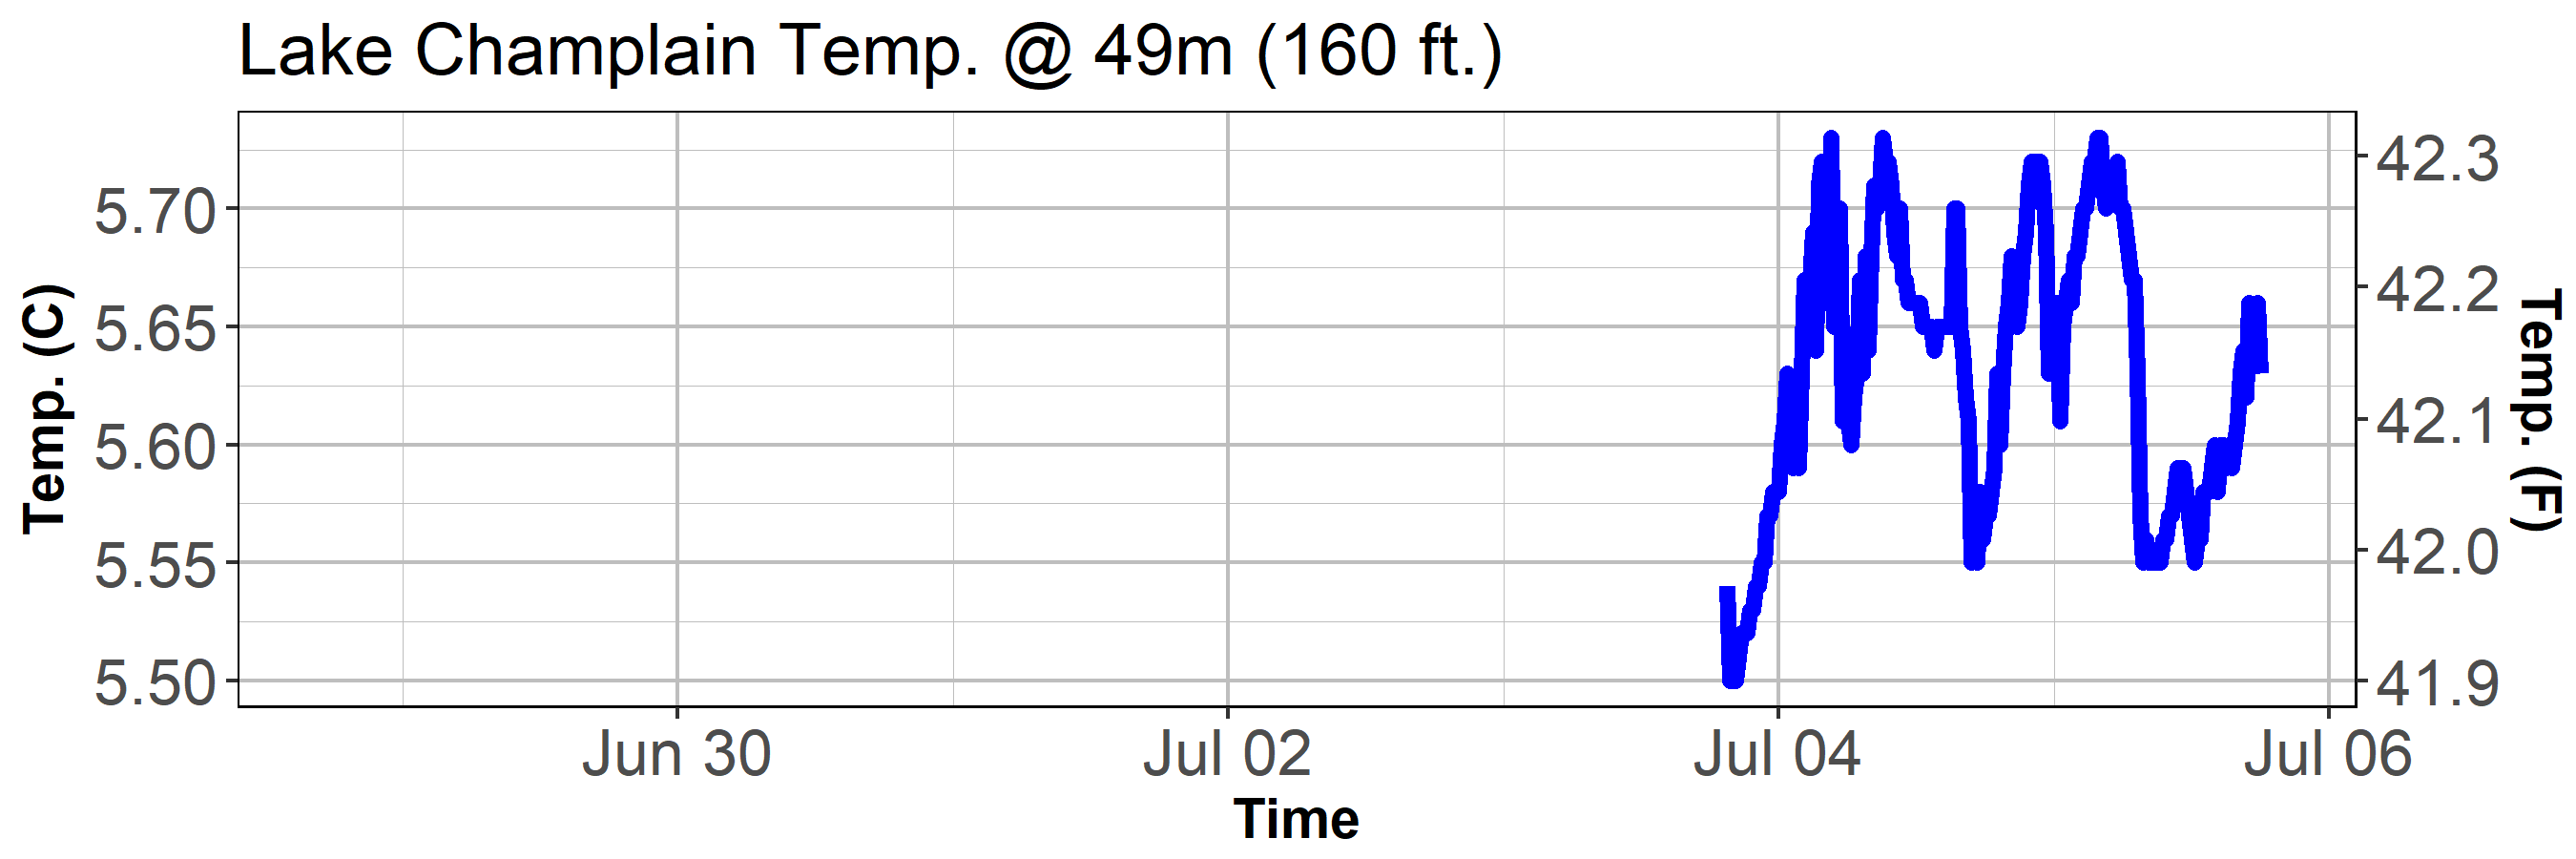 Lake Champlain Temp. @ 49m (160 ft.)
Temp. (C)
5.70
5.65
5.60
5.55
5.50
42.3
42.2
42.1
42.0
41.9
Temp. (F)
Jun 30 Jul 02 Jul 04 Jul 06
Time